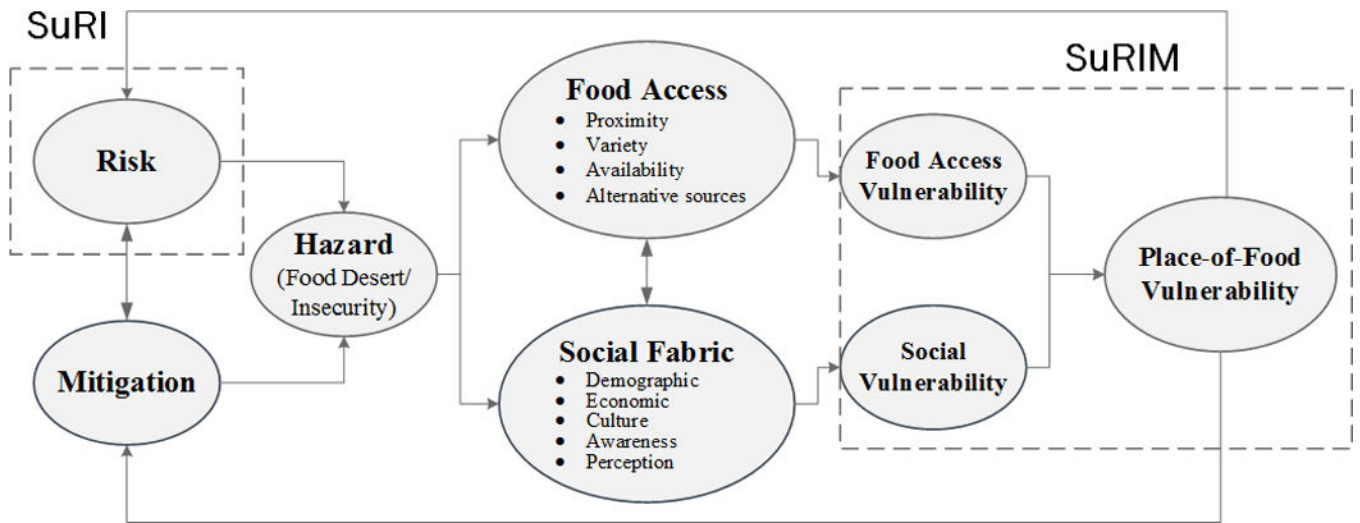 SuRI
SuRIM
Risk
Mitigation
Hazard
(Food Desert/
Insecurity)
Food Access
• Proximity
• Variety
• Availability
• Alternative sources
Social Fabric
• Demographic
• Economic
• Culture
• Awareness
• Perception
Food Access
Vulnerability
Social
Vulnerability
Place-of-Food
Vulnerability